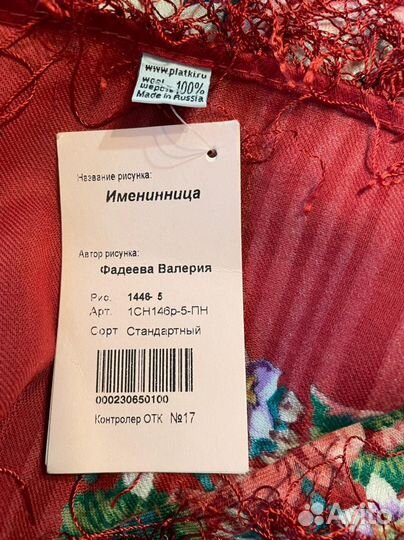 www.platki.ru
wool
шерсть 100%
Made in Russia
Название рисунка:
Именинница
Автор рисунка:
Фадеева Валерия
Рис. 1446- 5
Арт. 1СН146р-5-ПН
Сорт Стандартный
000230650100
Контролер ОТК №17
Avito